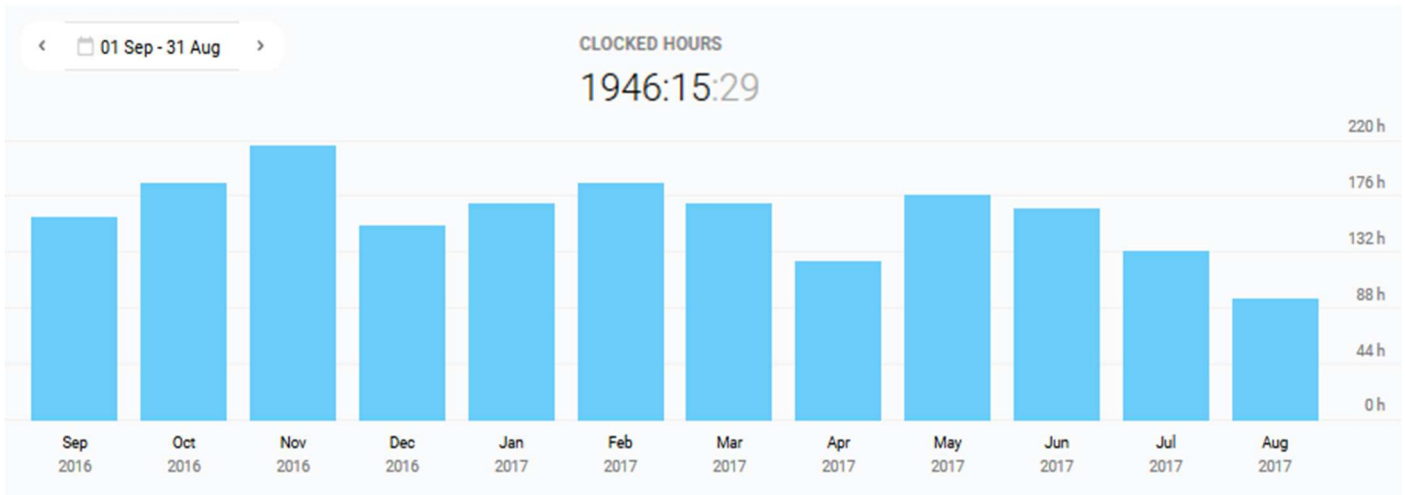 01 Sep - 31 Aug
CLOCKED HOURS
1946:15:29
220 h
176 h
132 h
88 h
44 h
0 h
Sep Oct Nov Dec Jan Feb Mar Apr May Jun Jul Aug
2016 2016 2016 2016 2017 2017 2017 2017 2017 2017 2017 2017